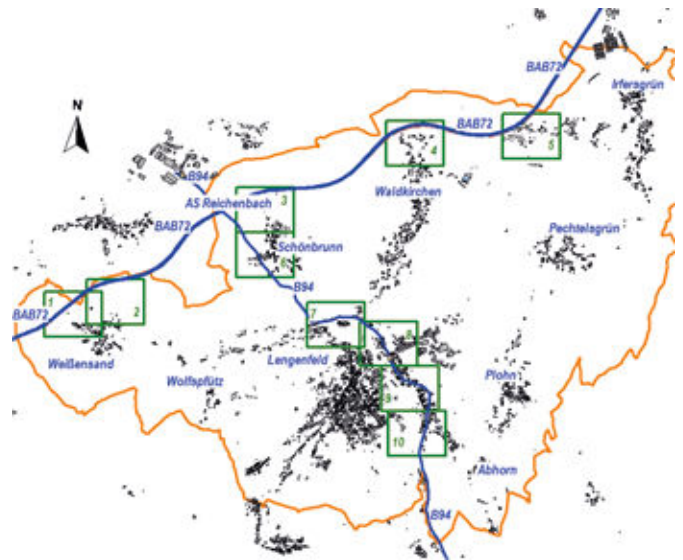 BAB72
Irfersgrün
N
BAB72
4
5
B94
Waldkirchen
AS Reichenbach
3
BAB72
Pechtelsgrün
Schönbrunn
6
B94
1
2
BAB72
7
8
Weißensand
Lengenfeld
Wolfspfütz
Plohn
9
10
Abhorn
B94